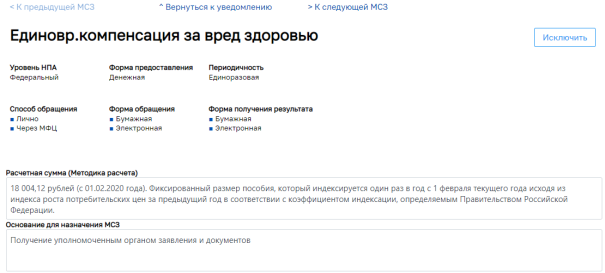 < К предыдущей МСЗ ^ Вернуться к уведомлению > К следующей МСЗ
Единовр.компенсация за вред здоровью
Исключить
Уровень НПА Форма предоставления Периодичность
Федеральный Денежная Единоразовая
Способ обращения Форма обращения Форма получения результата
Лично Бумажная Бумажная
Через МФЦ Электронная Электронная
Расчетная сумма (Методика расчета)
18 004,12 рублей (с 01.02.2020 года). Фиксированный размер пособия, который индексируется один раз в год с 1 февраля текущего года исходя из
индекса роста потребительских цен за предыдущий год в соответствии с коэффициентом индексации, определяемым Правительством Российской
Федерации.
Основание для назначения МСЗ
Получение уполномоченным органом заявления и документов